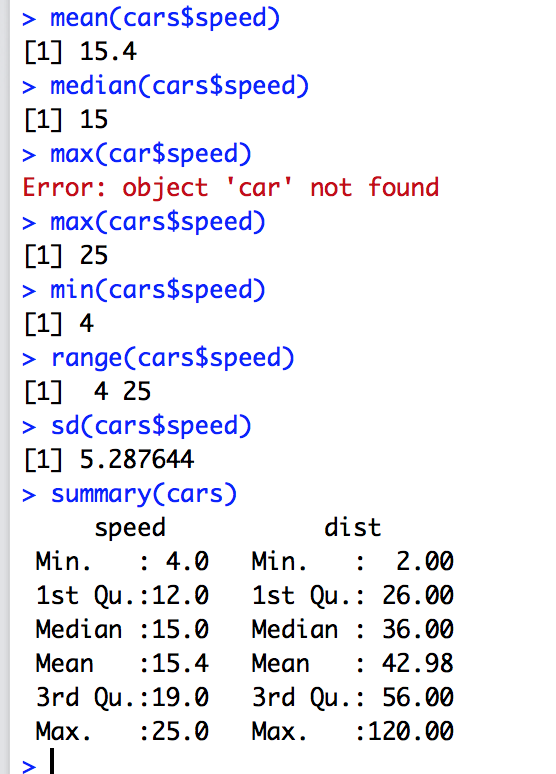 > mean(cars$speed)
[1] 15.4
> median(cars$speed)
[1] 15
> max(car$speed)
Error: object 'car' not found
> max(cars$speed)
[1] 25
> min(cars$speed)
[1] 4
> range(cars$speed)
[1]  4 25
> sd(cars$speed)
[1] 5.287644
> summary(cars)
     speed           dist
 Min.   : 4.0   Min.   :  2.00
 1st Qu.:12.0   1st Qu.: 26.00
 Median :15.0   Median : 36.00
 Mean   :15.4   Mean   : 42.98
 3rd Qu.:19.0   3rd Qu.: 56.00
 Max.   :25.0   Max.   :120.00
>